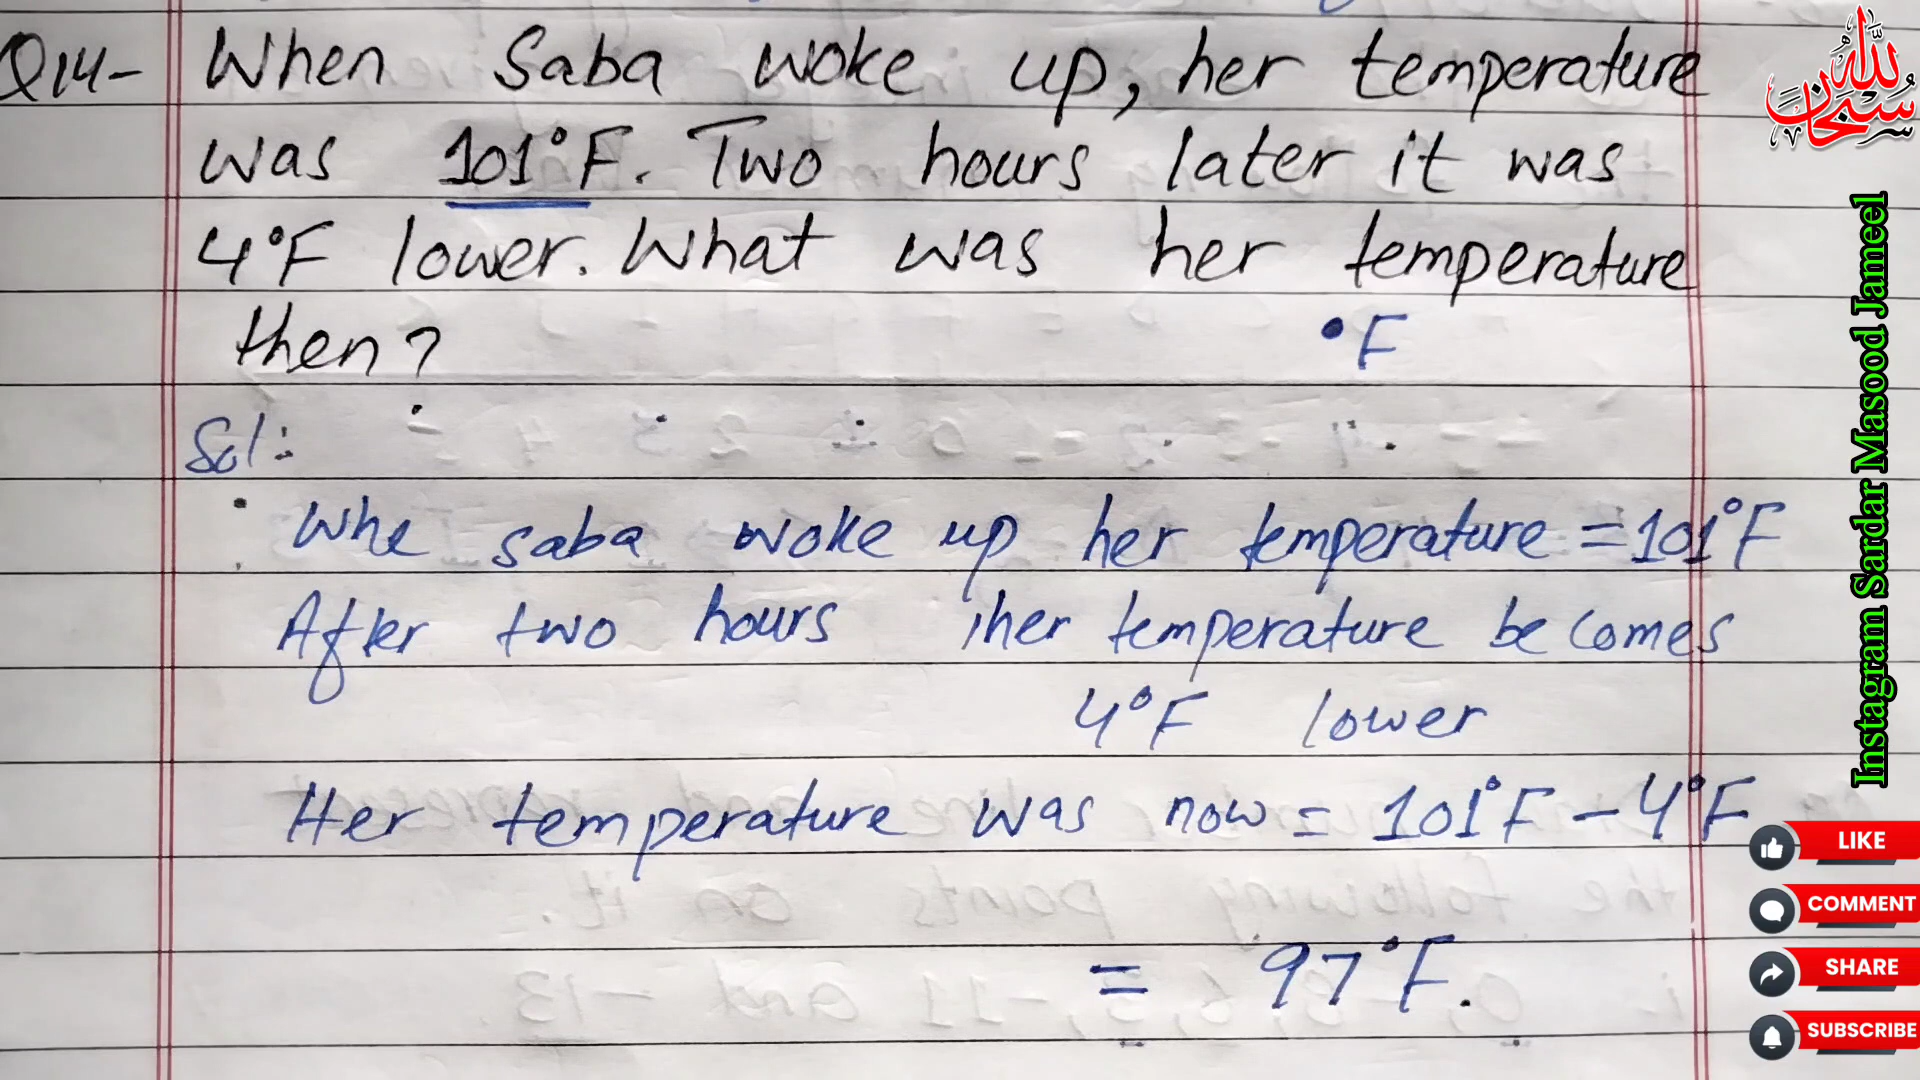 Q14- When Saba woke up, her temperature
was 101°F. Two hours later it was
4°F lower. What was her temperature
then?
°F
Sol:
Whe saba woke up her temperature = 101°F
After two hours her temperature becomes
4°F lower
Her temperature was now = 101°F - 4°F
= 97°F.
سبحان الله
Instagram Sardar Masood Jameel
LIKE
COMMENT
SHARE
SUBSCRIBE